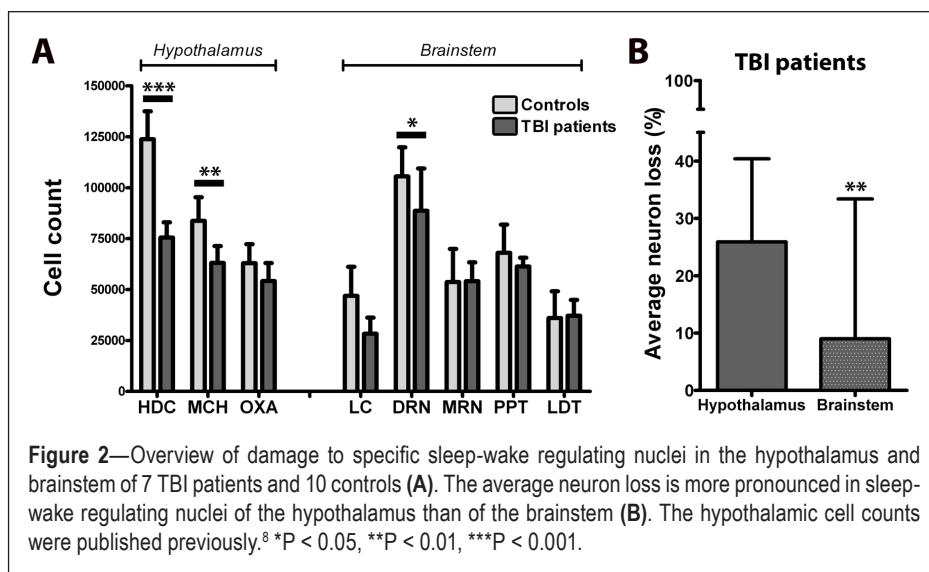 A
Hypothalamus
Brainstem
Controls
TBI patients
Cell count
150000
125000
100000
75000
50000
25000
0
***
**
*
HDC MCH OXA LC DRN MRN PPT LDT
B
TBI patients
Average neuron loss (%)
100
40
30
20
10
0
**
Hypothalamus Brainstem
Figure 2—Overview of damage to specific sleep-wake regulating nuclei in the hypothalamus and
brainstem of 7 TBI patients and 10 controls (A). The average neuron loss is more pronounced in sleep-
wake regulating nuclei of the hypothalamus than of the brainstem (B). The hypothalamic cell counts
were published previously.⁸ *P < 0.05, **P < 0.01, ***P < 0.001.